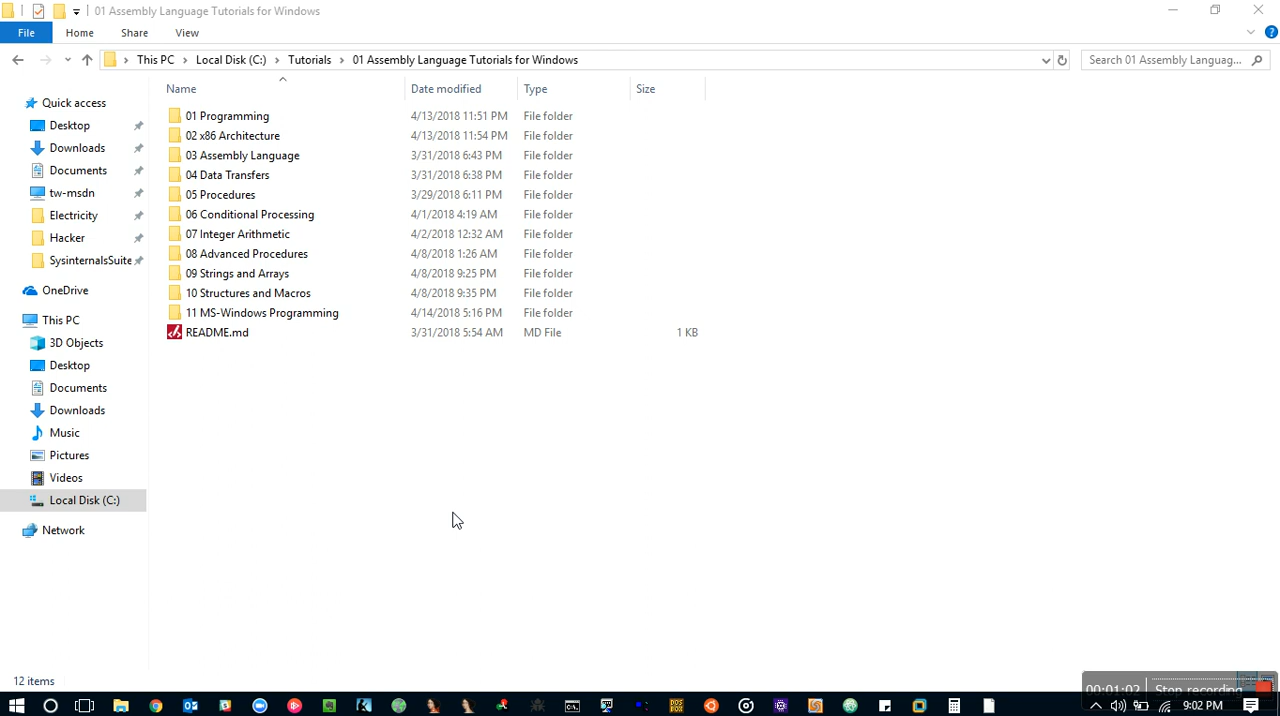 01 Assembly Language Tutorials for Windows
File Home Share View
This PC Local Disk (C:) Tutorials 01 Assembly Language Tutorials for Windows Search 01 Assembly Languag...
Name Date modified Type Size
Quick access
Desktop
Downloads
Documents
tw-msdn
Electricity
Hacker
SysinternalsSuite
OneDrive
This PC
3D Objects
Desktop
Documents
Downloads
Music
Pictures
Videos
Local Disk (C:)
Network
01 Programming 4/13/2018 11:51 PM File folder
02 x86 Architecture 4/13/2018 11:54 PM File folder
03 Assembly Language 3/31/2018 6:43 PM File folder
04 Data Transfers 3/31/2018 6:38 PM File folder
05 Procedures 3/29/2018 6:11 PM File folder
06 Conditional Processing 4/1/2018 4:19 AM File folder
07 Integer Arithmetic 4/2/2018 12:32 AM File folder
08 Advanced Procedures 4/8/2018 1:26 AM File folder
09 Strings and Arrays 4/8/2018 9:25 PM File folder
10 Structures and Macros 4/8/2018 9:35 PM File folder
11 MS-Windows Programming 4/14/2018 5:16 PM File folder
README.md 3/31/2018 5:54 AM MD File 1 KB
12 items
00:01:02 Stop recording
DOS BOX
9:02 PM